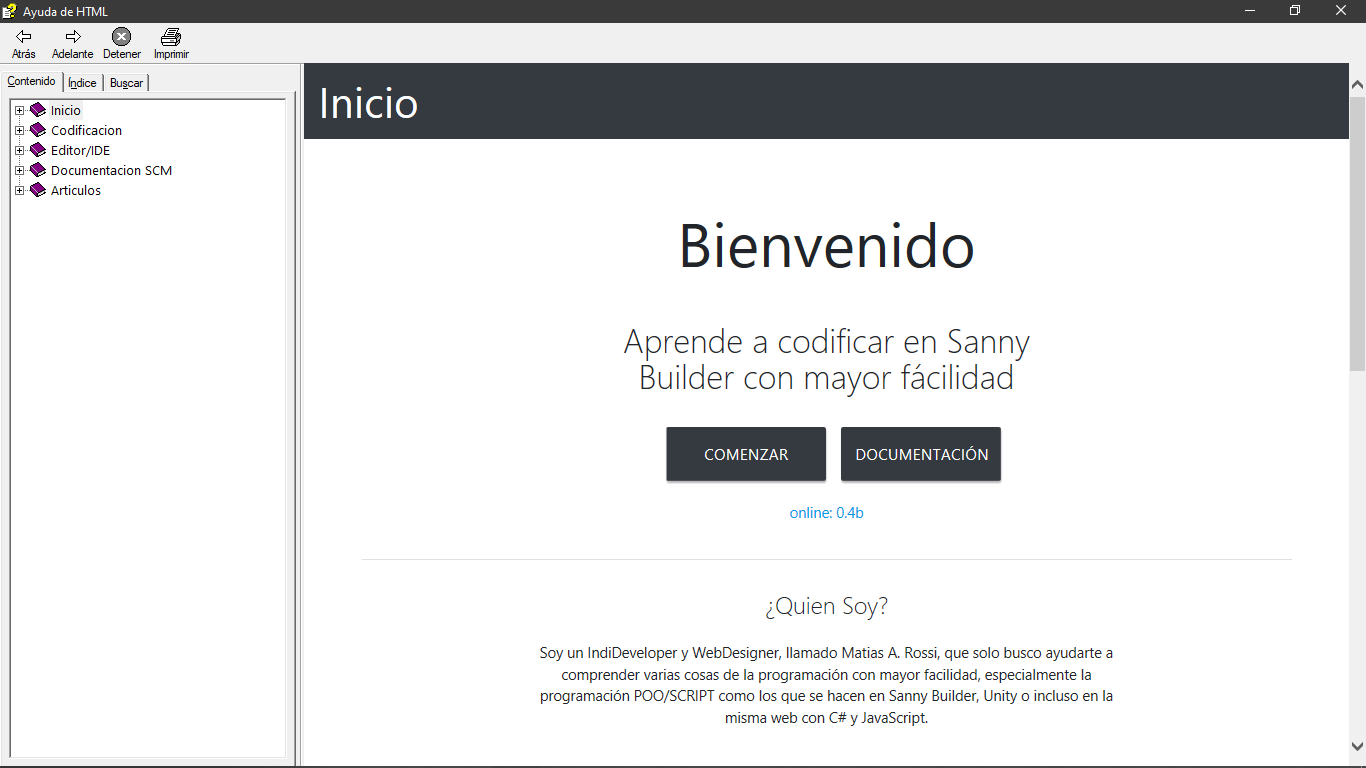 Ayuda de HTML
Atrás Adelante Detener Imprimir
Contenido Índice Buscar
Inicio
Codificacion
Editor/IDE
Documentacion SCM
Articulos
Inicio
Bienvenido
Aprende a codificar en Sanny
Builder con mayor fácilidad
COMENZAR DOCUMENTACIÓN
online: 0.4b
¿Quien Soy?
Soy un IndiDeveloper y WebDesigner, llamado Matias A. Rossi, que solo busco ayudarte a
comprender varias cosas de la programación con mayor facilidad, especialmente la
programación POO/SCRIPT como los que se hacen en Sanny Builder, Unity o incluso en la
misma web con C# y JavaScript.